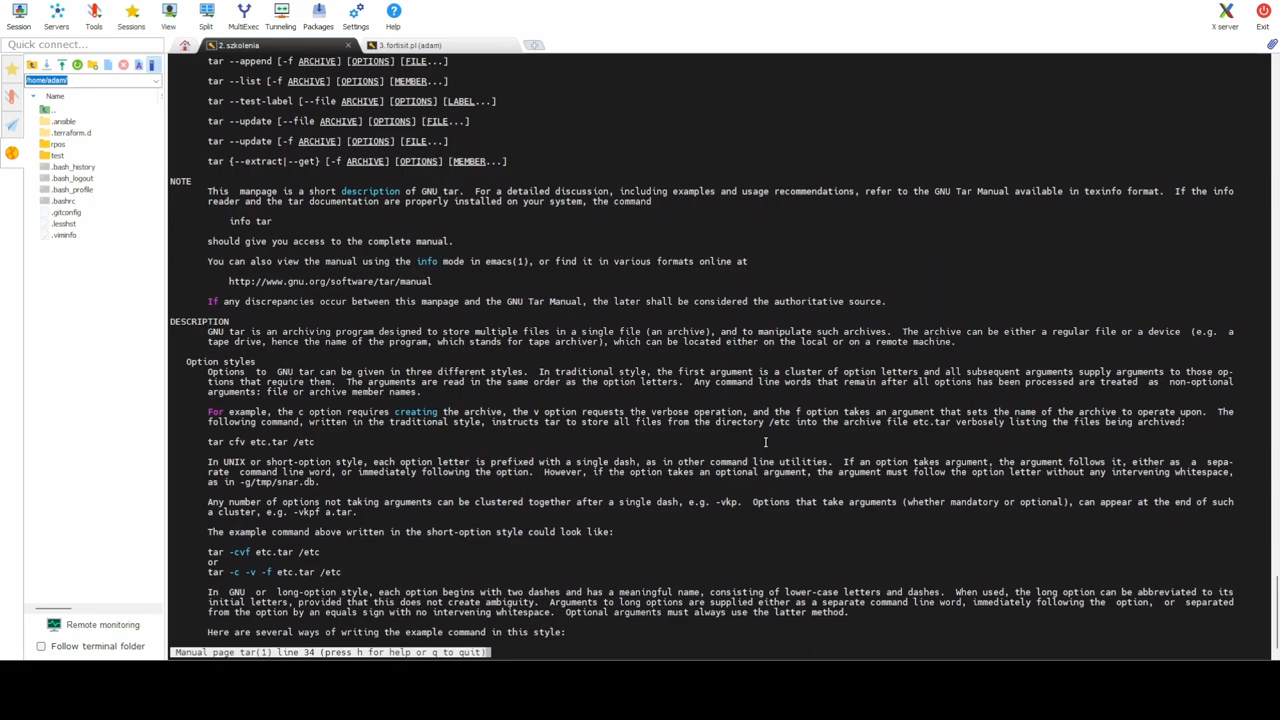 Session
Servers
Tools
Sessions
View
Split
MultiExec
Tunneling
Packages
Settings
Help
X server
Exit
Quick connect...
2. szkolenia
3. fortisit.pl (adam)
/home/adam/
Name
..
.ansible
.terraform.d
rpos
test
.bash_history
.bash_logout
.bash_profile
.bashrc
.gitconfig
.lesshst
.viminfo
Remote monitoring
Follow terminal folder
tar --append [-f ARCHIVE] [OPTIONS] [FILE...]
tar --list [-f ARCHIVE] [OPTIONS] [MEMBER...]
tar --test-label [--file ARCHIVE] [OPTIONS] [LABEL...]
tar --update [--file ARCHIVE] [OPTIONS] [FILE...]
tar --update [-f ARCHIVE] [OPTIONS] [FILE...]
tar {--extract|--get} [-f ARCHIVE] [OPTIONS] [MEMBER...]
NOTE
This manpage is a short description of GNU tar. For a detailed discussion, including examples and usage recommendations, refer to the GNU Tar Manual available in texinfo format. If the info
reader and the tar documentation are properly installed on your system, the command
info tar
should give you access to the complete manual.
You can also view the manual using the info mode in emacs(1), or find it in various formats online at
http://www.gnu.org/software/tar/manual
If any discrepancies occur between this manpage and the GNU Tar Manual, the later shall be considered the authoritative source.
DESCRIPTION
GNU tar is an archiving program designed to store multiple files in a single file (an archive), and to manipulate such archives. The archive can be either a regular file or a device (e.g. a
tape drive, hence the name of the program, which stands for tape archiver), which can be located either on the local or on a remote machine.
Option styles
Options to GNU tar can be given in three different styles. In traditional style, the first argument is a cluster of option letters and all subsequent arguments supply arguments to those op-
tions that require them. The arguments are read in the same order as the option letters. Any command line words that remain after all options has been processed are treated as non-optional
arguments: file or archive member names.
For example, the c option requires creating the archive, the v option requests the verbose operation, and the f option takes an argument that sets the name of the archive to operate upon. The
following command, written in the traditional style, instructs tar to store all files from the directory /etc into the archive file etc.tar verbosely listing the files being archived:
tar cfv etc.tar /etc
In UNIX or short-option style, each option letter is prefixed with a single dash, as in other command line utilities. If an option takes argument, the argument follows it, either as a sepa-
rate command line word, or immediately following the option. However, if the option takes an optional argument, the argument must follow the option letter without any intervening whitespace,
as in -g/tmp/snar.db.
Any number of options not taking arguments can be clustered together after a single dash, e.g. -vkp. Options that take arguments (whether mandatory or optional), can appear at the end of such
a cluster, e.g. -vkpf a.tar.
The example command above written in the short-option style could look like:
tar -cvf etc.tar /etc
or
tar -c -v -f etc.tar /etc
In GNU or long-option style, each option begins with two dashes and has a meaningful name, consisting of lower-case letters and dashes. When used, the long option can be abbreviated to its
initial letters, provided that this does not create ambiguity. Arguments to long options are supplied either as a separate command line word, immediately following the option, or separated
from the option by an equals sign with no intervening whitespace. Optional arguments must always use the latter method.
Here are several ways of writing the example command in this style:
Manual page tar(1) line 34 (press h for help or q to quit)